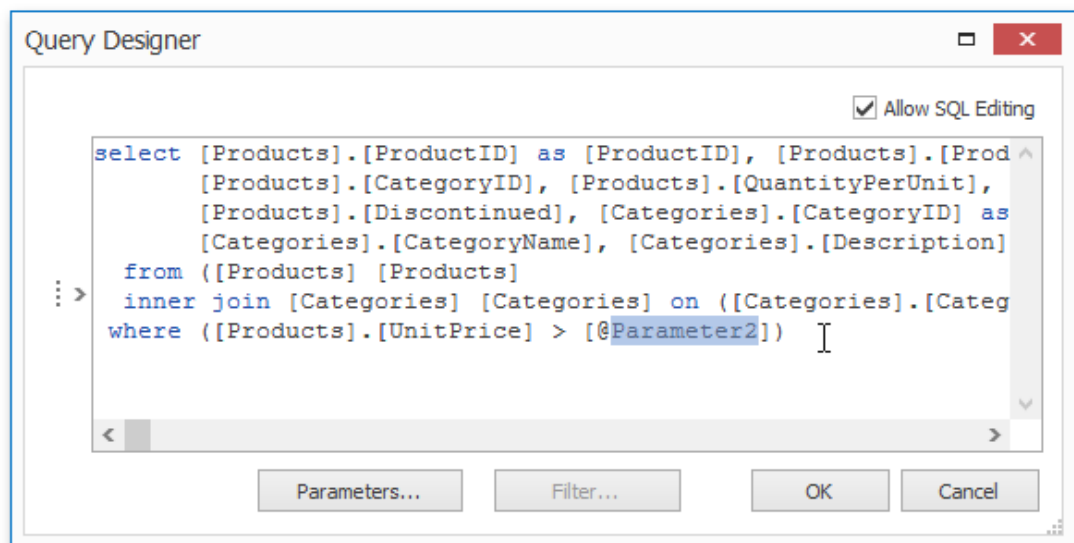 Query Designer
Allow SQL Editing
select [Products].[ProductID] as [ProductID], [Products].[Prod
[Products].[CategoryID], [Products].[QuantityPerUnit],
[Products].[Discontinued], [Categories].[CategoryID] as
[Categories].[CategoryName], [Categories].[Description]
from ([Products] [Products]
inner join [Categories] [Categories] on ([Categories].[Categ
where ([Products].[UnitPrice] > [@Parameter2])
Parameters... Filter... OK Cancel